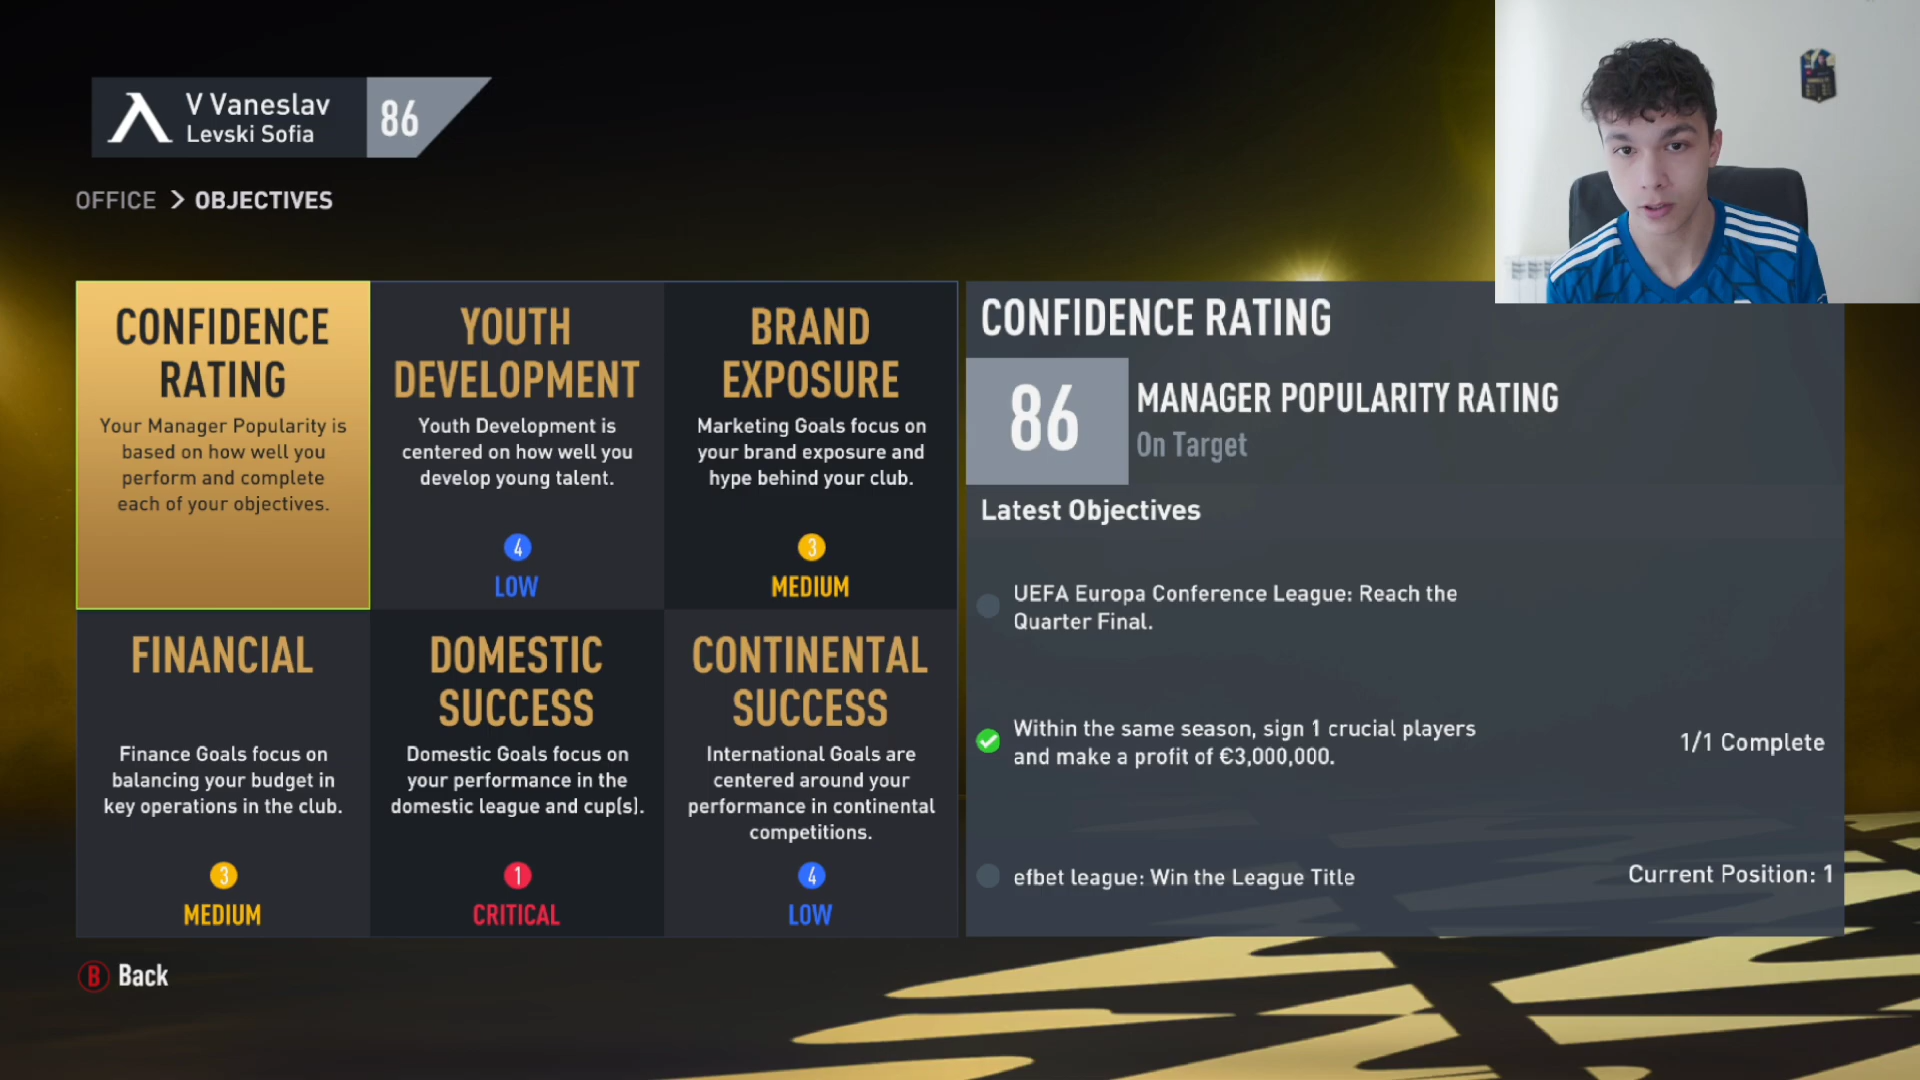 V Vaneslav
Levski Sofia
86
OFFICE > OBJECTIVES
CONFIDENCE
RATING
Your Manager Popularity is
based on how well you
perform and complete
each of your objectives.
YOUTH
DEVELOPMENT
Youth Development is
centered on how well you
develop young talent.
4
LOW
BRAND
EXPOSURE
Marketing Goals focus on
your brand exposure and
hype behind your club.
3
MEDIUM
FINANCIAL
Finance Goals focus on
balancing your budget in
key operations in the club.
3
MEDIUM
DOMESTIC
SUCCESS
Domestic Goals focus on
your performance in the
domestic league and cup(s).
1
CRITICAL
CONTINENTAL
SUCCESS
International Goals are
centered around your
performance in continental
competitions.
4
LOW
CONFIDENCE RATING
86
MANAGER POPULARITY RATING
On Target
Latest Objectives
UEFA Europa Conference League: Reach the
Quarter Final.
Within the same season, sign 1 crucial players
and make a profit of €3,000,000.
1/1 Complete
efbet league: Win the League Title
Current Position: 1
B Back